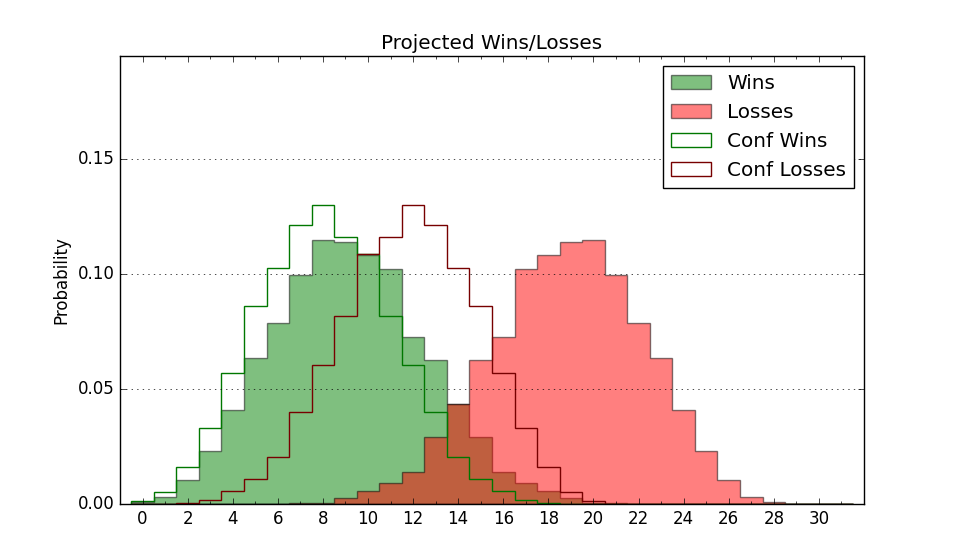 Projected Wins/Losses
Wins
Losses
Conf Wins
Conf Losses
Probability
0.15
0.10
0.05
0.00
0 2 4 6 8 10 12 14 16 18 20 22 24 26 28 30